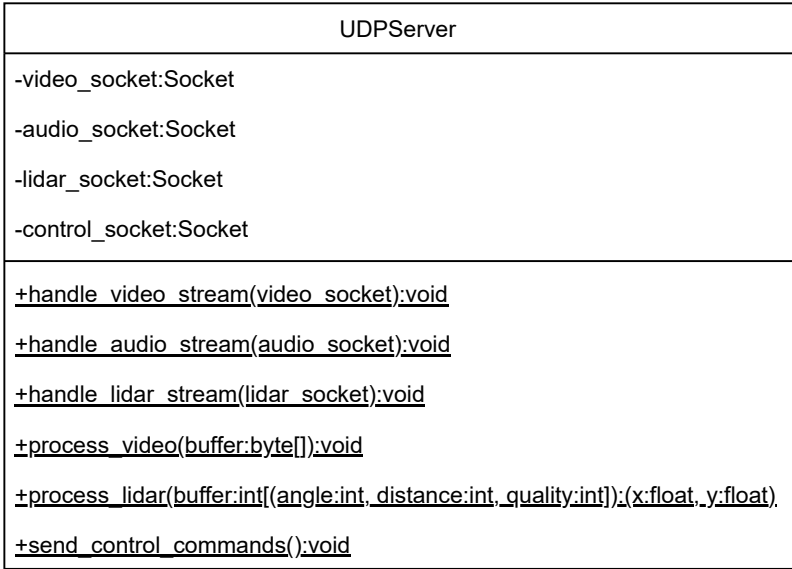 UDPServer
-video_socket:Socket
-audio_socket:Socket
-lidar_socket:Socket
-control_socket:Socket
+handle_video_stream(video_socket):void
+handle_audio_stream(audio_socket):void
+handle_lidar_stream(lidar_socket):void
+process_video(buffer:byte[]):void
+process_lidar(buffer:int[(angle:int, distance:int, quality:int]):(x:float, y:float)
+send_control_commands():void